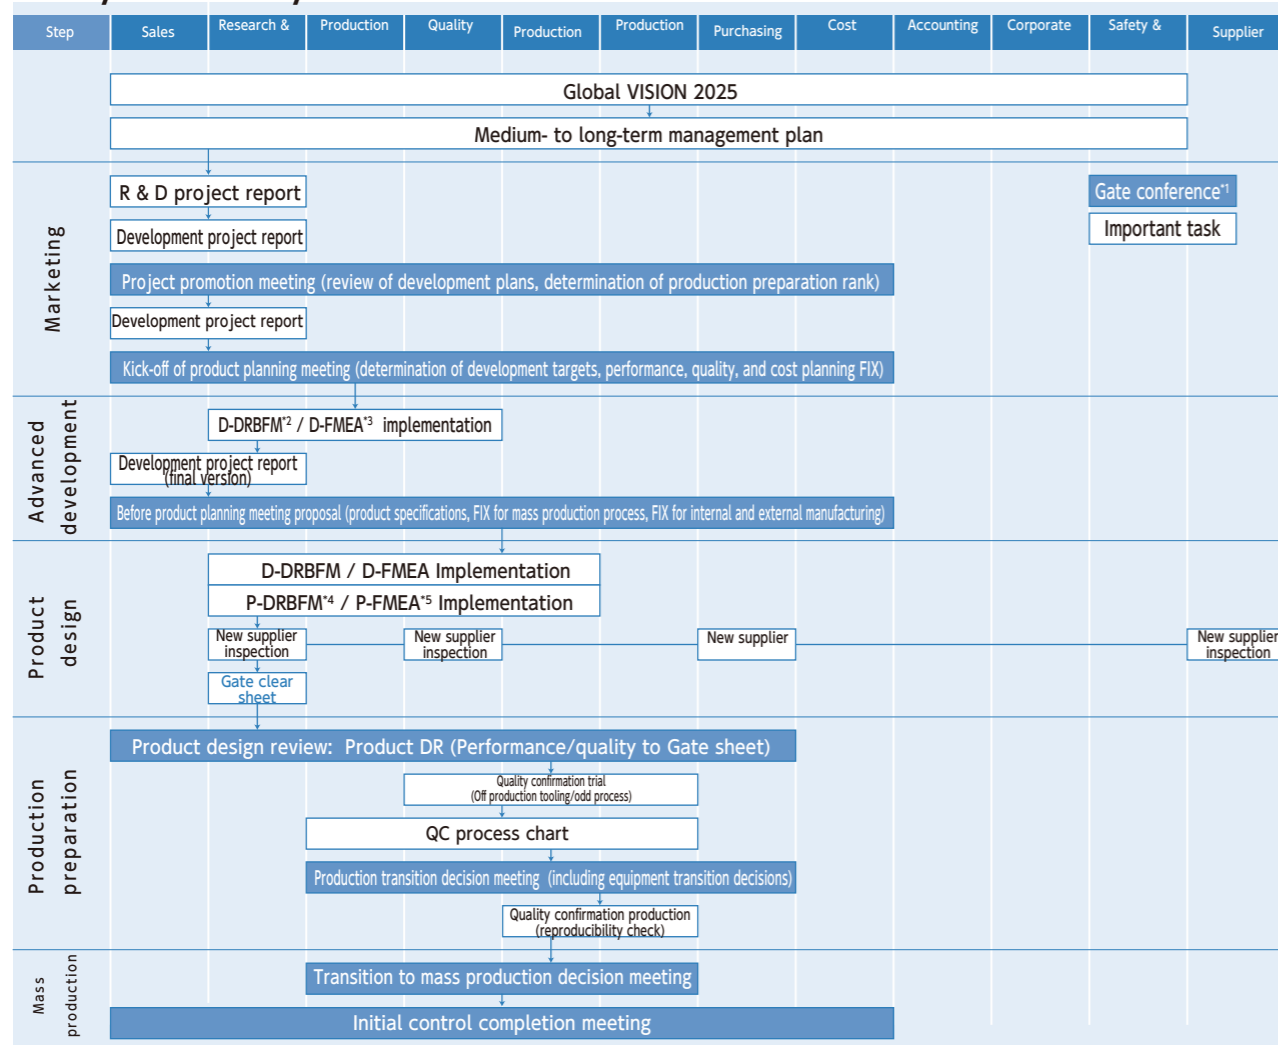 Step Sales Research & Production Quality Production Production Purchasing Cost Accounting Corporate Safety & Supplier
Global VISION 2025
Medium- to long-term management plan
Marketing
R & D project report
Gate conference*1
Development project report
Important task
Project promotion meeting (review of development plans, determination of production preparation rank)
Development project report
Kick-off of product planning meeting (determination of development targets, performance, quality, and cost planning FIX)
Advanced
development
D-DRBFM*2 / D-FMEA*3 implementation
Development project report
(final version)
Before product planning meeting proposal (product specifications, FIX for mass production process, FIX for internal and external manufacturing)
Product
design
D-DRBFM / D-FMEA Implementation
P-DRBFM*4 / P-FMEA*5 Implementation
New supplier
inspection
New supplier
inspection
New supplier
New supplier
inspection
Gate clear
sheet
Production
preparation
Product design review: Product DR (Performance/quality to Gate sheet)
Quality confirmation trial
(Off production tooling/odd process)
QC process chart
Production transition decision meeting (including equipment transition decisions)
Quality confirmation production
(reproducibility check)
Mass
production
Transition to mass production decision meeting
Initial control completion meeting